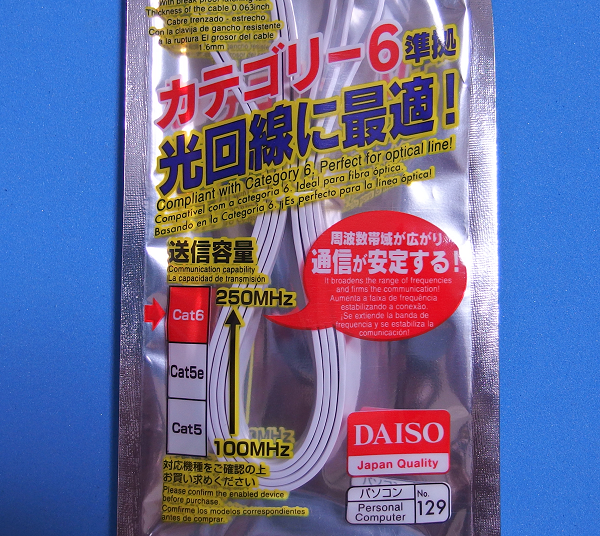 Thickness of the cable 0.063inch
Cable trenzado - estrecho
Con la clavija de gancho resistente
a la ruptura El grosor del cable
1.6mm
カテゴリー6 準拠
光回線に最適!
Compliant with Category 6. Perfect for optical line!
Compatível com a categoria 6. Ideal para fibra óptica.
Basando en la Categoría 6. ¡Es perfecto para la línea óptica!
周波数帯域が広がり
通信が安定する!!
It broadens the range of frequencies
and firms the communication!
Aumenta a faixa de frequência
estabilizando a conexão.
¡Se extiende la banda de
frequencia y se estabiliza la
comunicación!
送信容量
Communication capability
La capacidad de transmisión
250MHz
Cat6
Cat5e
Cat5
100MHz
対応機種をご確認の上
お買い求めください
Please confirm the enabled device
before purchase.
Confirme los modelos correspondientes
antes de comprar.
DAISO
Japan Quality
パソコン
Personal
Computer
No.
129